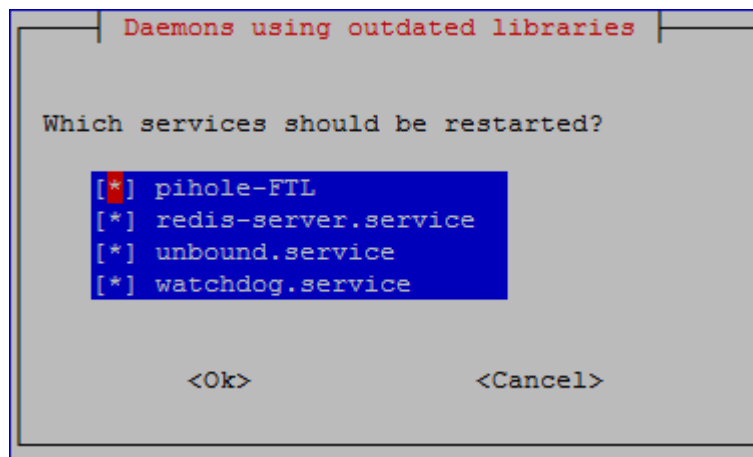 Daemons using outdated libraries
Which services should be restarted?
[*] pihole-FTL
[*] redis-server.service
[*] unbound.service
[*] watchdog.service
<Ok> <Cancel>